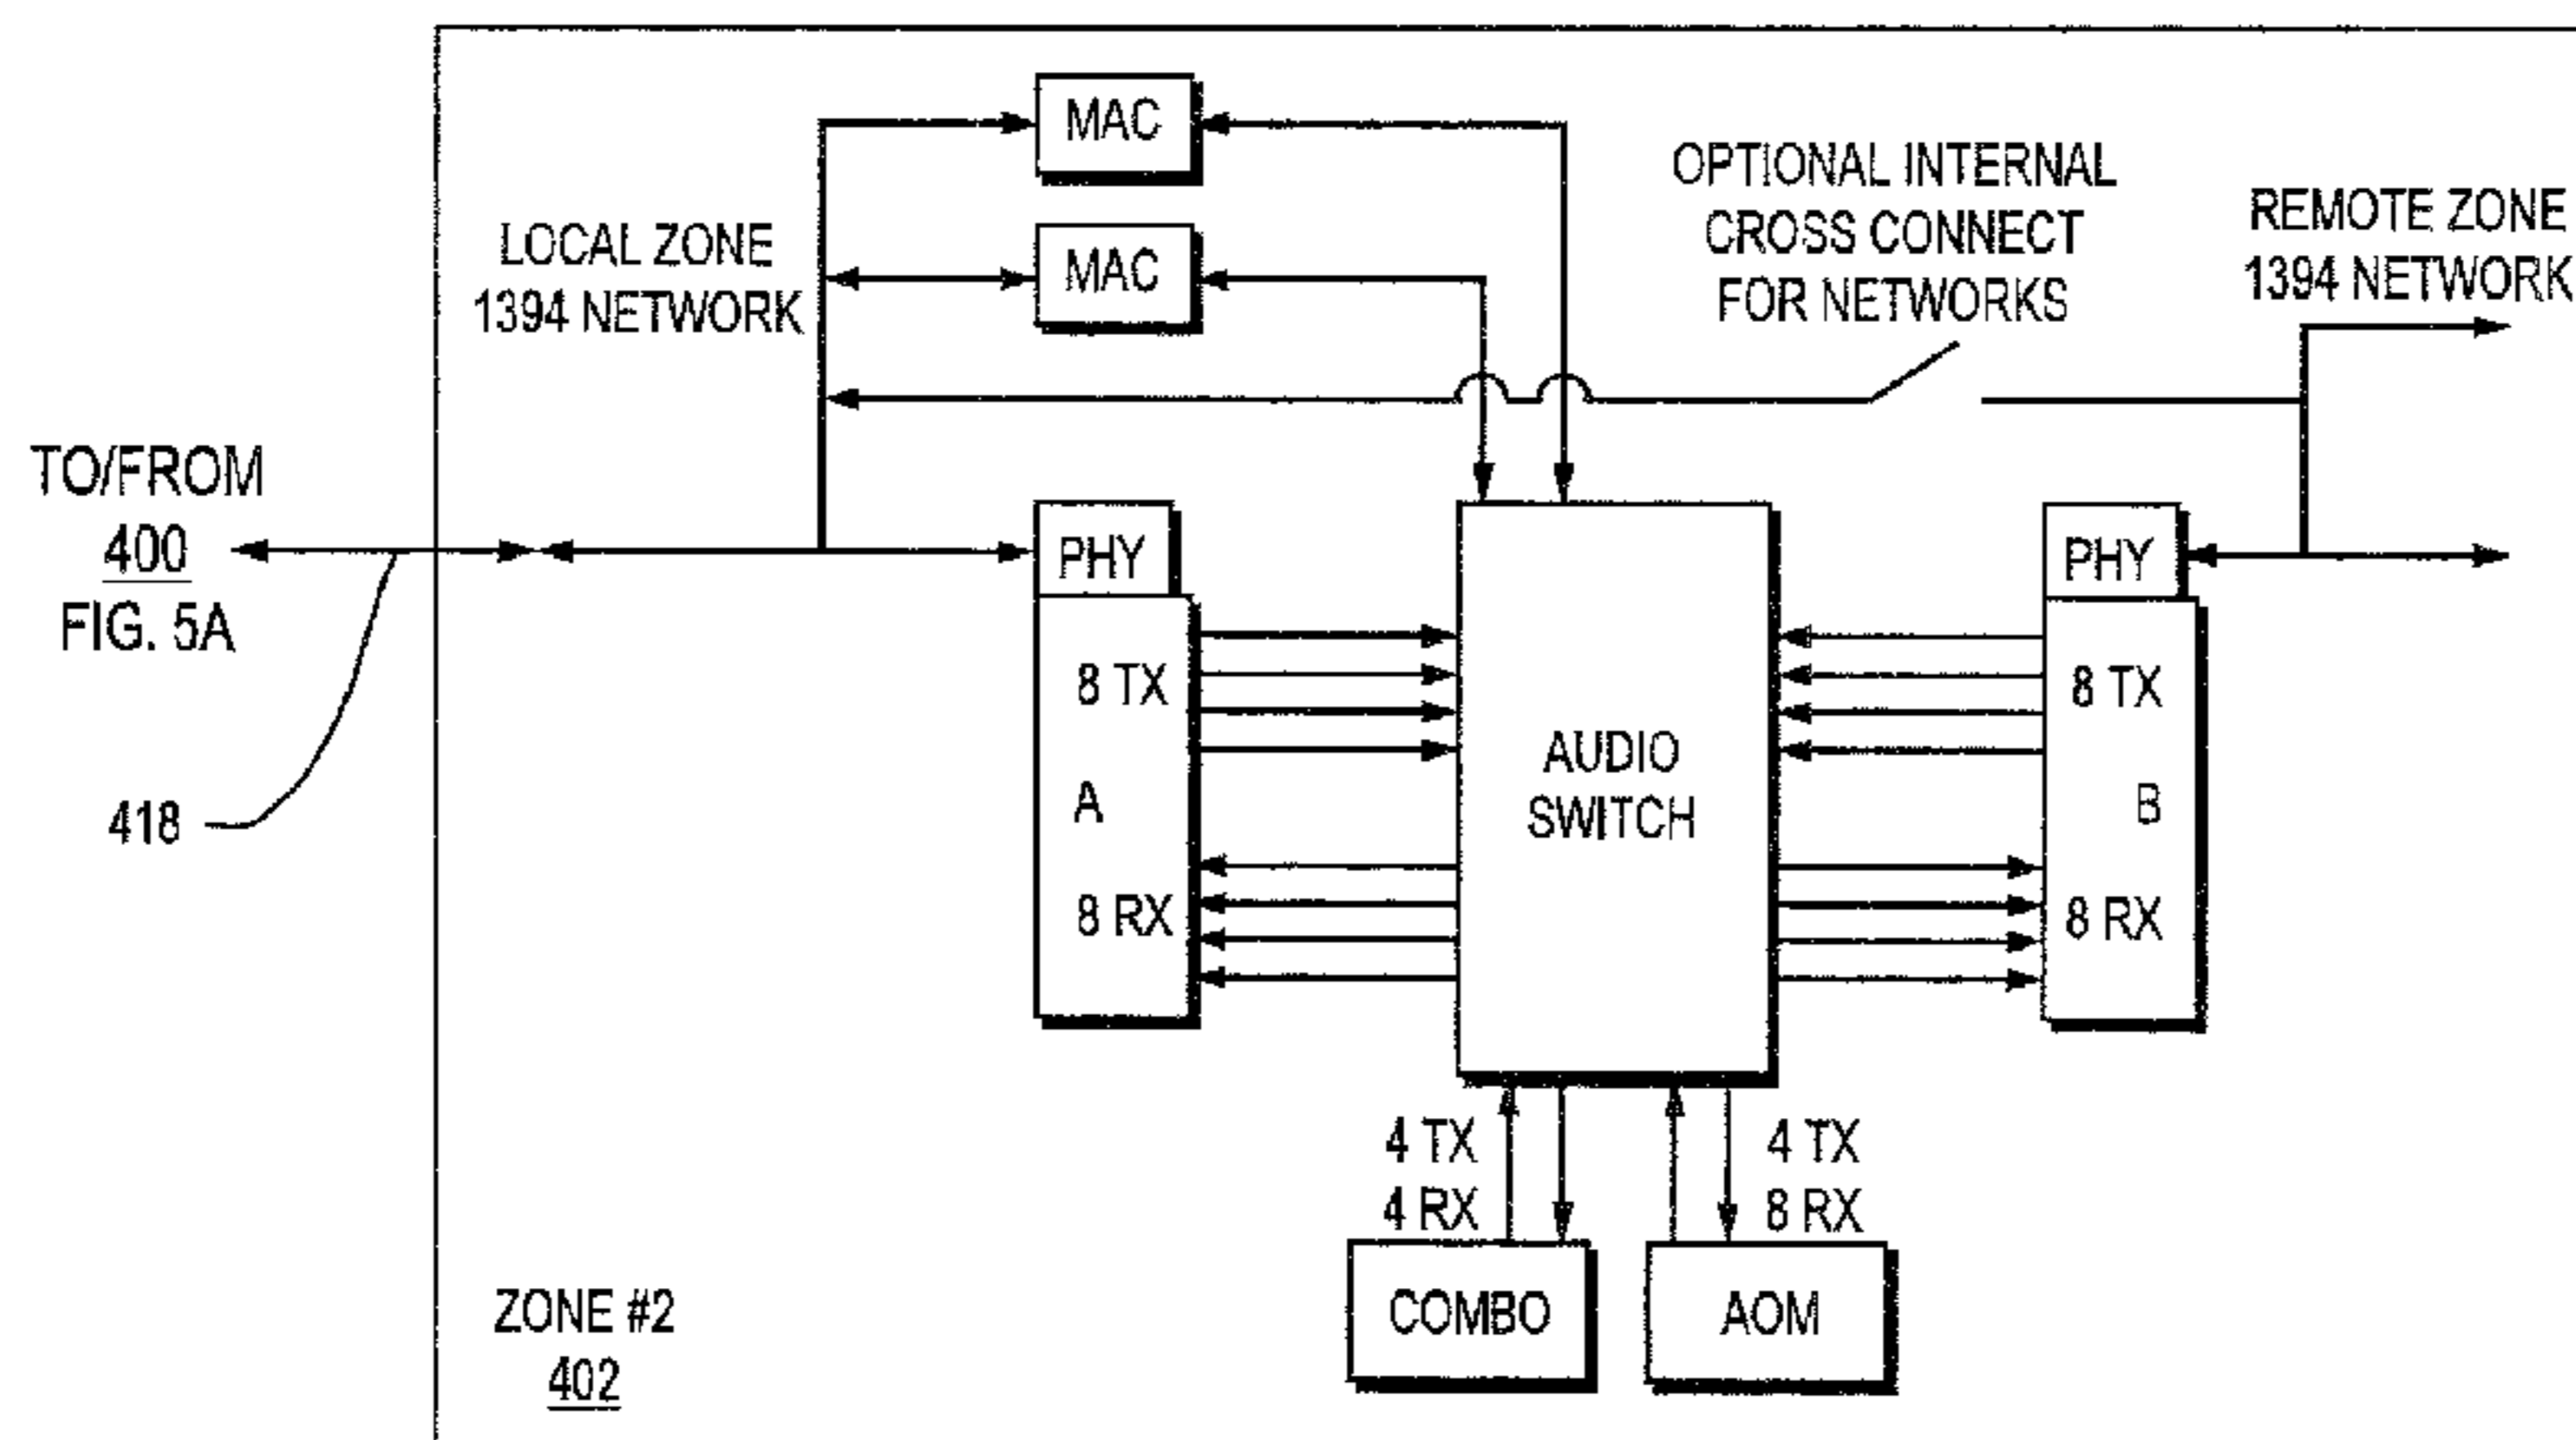 MAC
OPTIONAL INTERNAL
CROSS CONNECT
FOR NETWORKS
REMOTE ZONE
1394 NETWORK
LOCAL ZONE
1394 NETWORK
MAC
TO/FROM
400
FIG. 5A
418
PHY
8 TX
A
8 RX
AUDIO
SWITCH
PHY
8 TX
B
8 RX
4 TX
4 RX
4 TX
8 RX
COMBO
AOM
ZONE #2
402